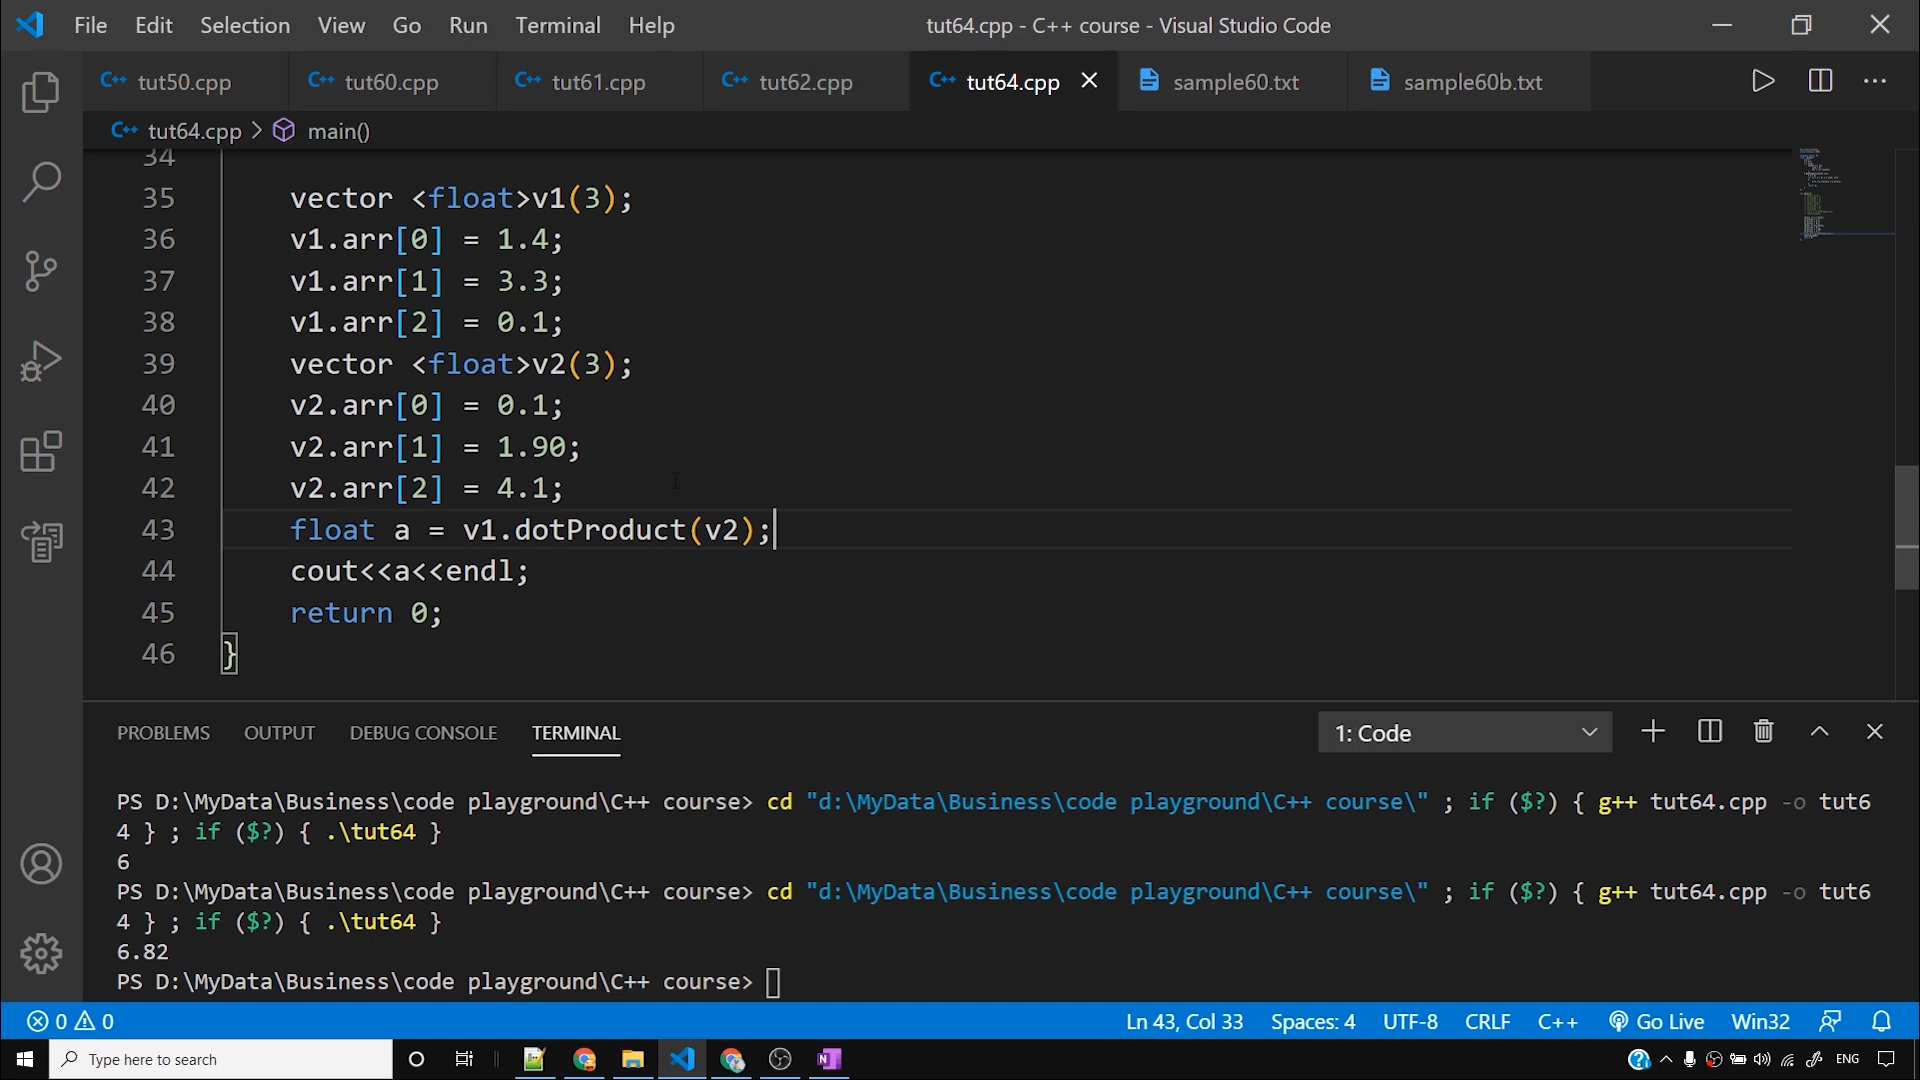 File Edit Selection View Go Run Terminal Help
tut64.cpp - C++ course - Visual Studio Code
tut50.cpp tut60.cpp tut61.cpp tut62.cpp tut64.cpp sample60.txt sample60b.txt
tut64.cpp > main()
34
35 vector <float>v1(3);
36 v1.arr[0] = 1.4;
37 v1.arr[1] = 3.3;
38 v1.arr[2] = 0.1;
39 vector <float>v2(3);
40 v2.arr[0] = 0.1;
41 v2.arr[1] = 1.90;
42 v2.arr[2] = 4.1;
43 float a = v1.dotProduct(v2);
44 cout<<a<<endl;
45 return 0;
46 }
PROBLEMS OUTPUT DEBUG CONSOLE TERMINAL 1: Code
PS D:\MyData\Business\code playground\C++ course> cd "d:\MyData\Business\code playground\C++ course\" ; if ($?) { g++ tut64.cpp -o tut6
4 } ; if ($?) { .\tut64 }
6
PS D:\MyData\Business\code playground\C++ course> cd "d:\MyData\Business\code playground\C++ course\" ; if ($?) { g++ tut64.cpp -o tut6
4 } ; if ($?) { .\tut64 }
6.82
PS D:\MyData\Business\code playground\C++ course>
0 0 Ln 43, Col 33 Spaces: 4 UTF-8 CRLF C++ Go Live Win32
Type here to search ENG